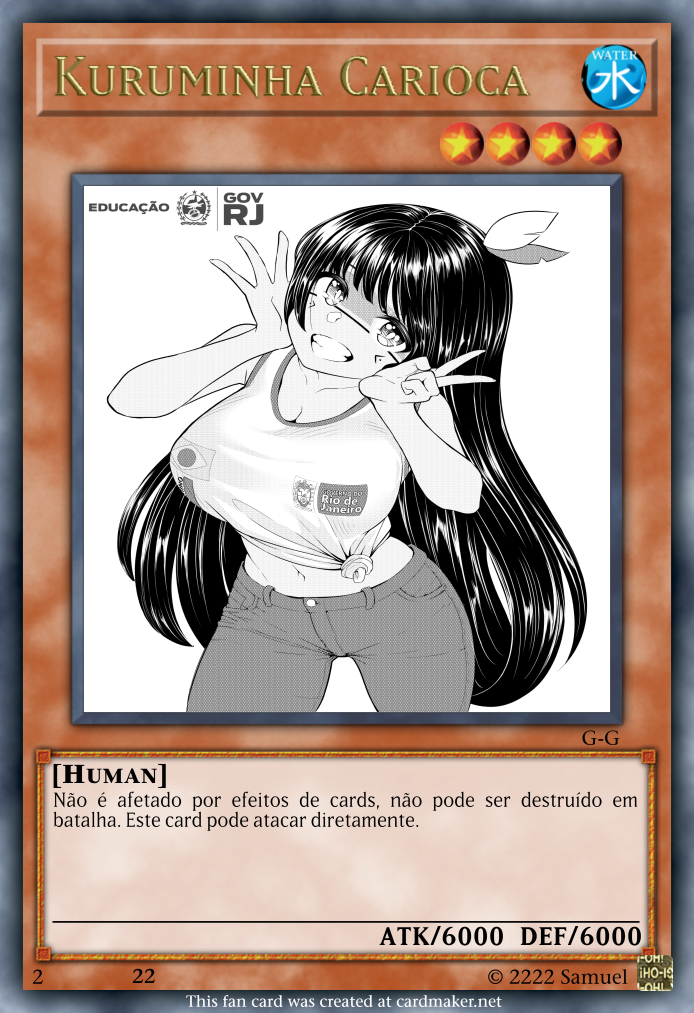 KURUMINHA CARIOCA
WATER
水
EDUCAÇÃO
GOV
RJ
GOVERNO DO
Rio de
Janeiro
G-G
[HUMAN]
Não é afetado por efeitos de cards, não pode ser destruído em
batalha. Este card pode atacar diretamente.
ATK/6000 DEF/6000
2
22
© 2222 Samuel
This fan card was created at cardmaker.net